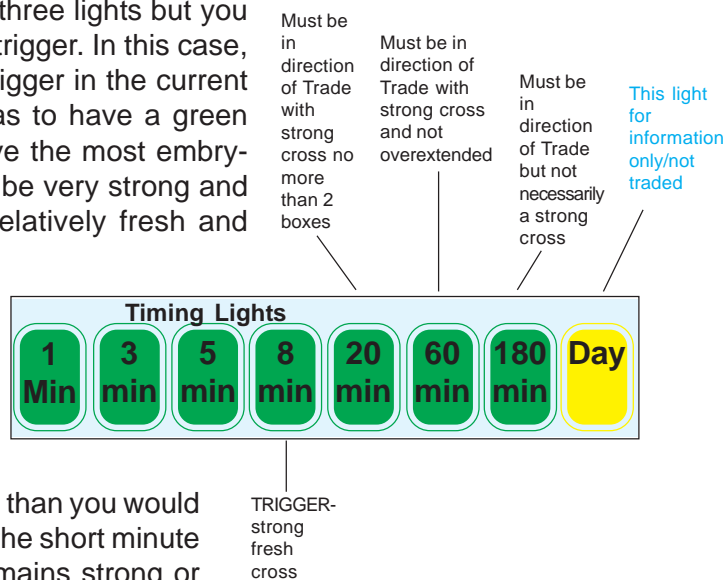 three lights but you
trigger. In this case,
igger in the current
as to have a green
ve the most embry-
be very strong and
relatively fresh and
Must be
in
direction
of Trade
with
strong
cross no
more
than 2
boxes
Must be in
direction of
Trade with
strong cross
and not
overextended
Must be
in
direction
of Trade
but not
necessarily
a strong
cross
This light
for
information
only/not
traded
Timing Lights
1 Min
3 min
5 min
8 min
20 min
60 min
180 min
Day
TRIGGER-
strong
fresh
cross
than you would
he short minute
mains strong or